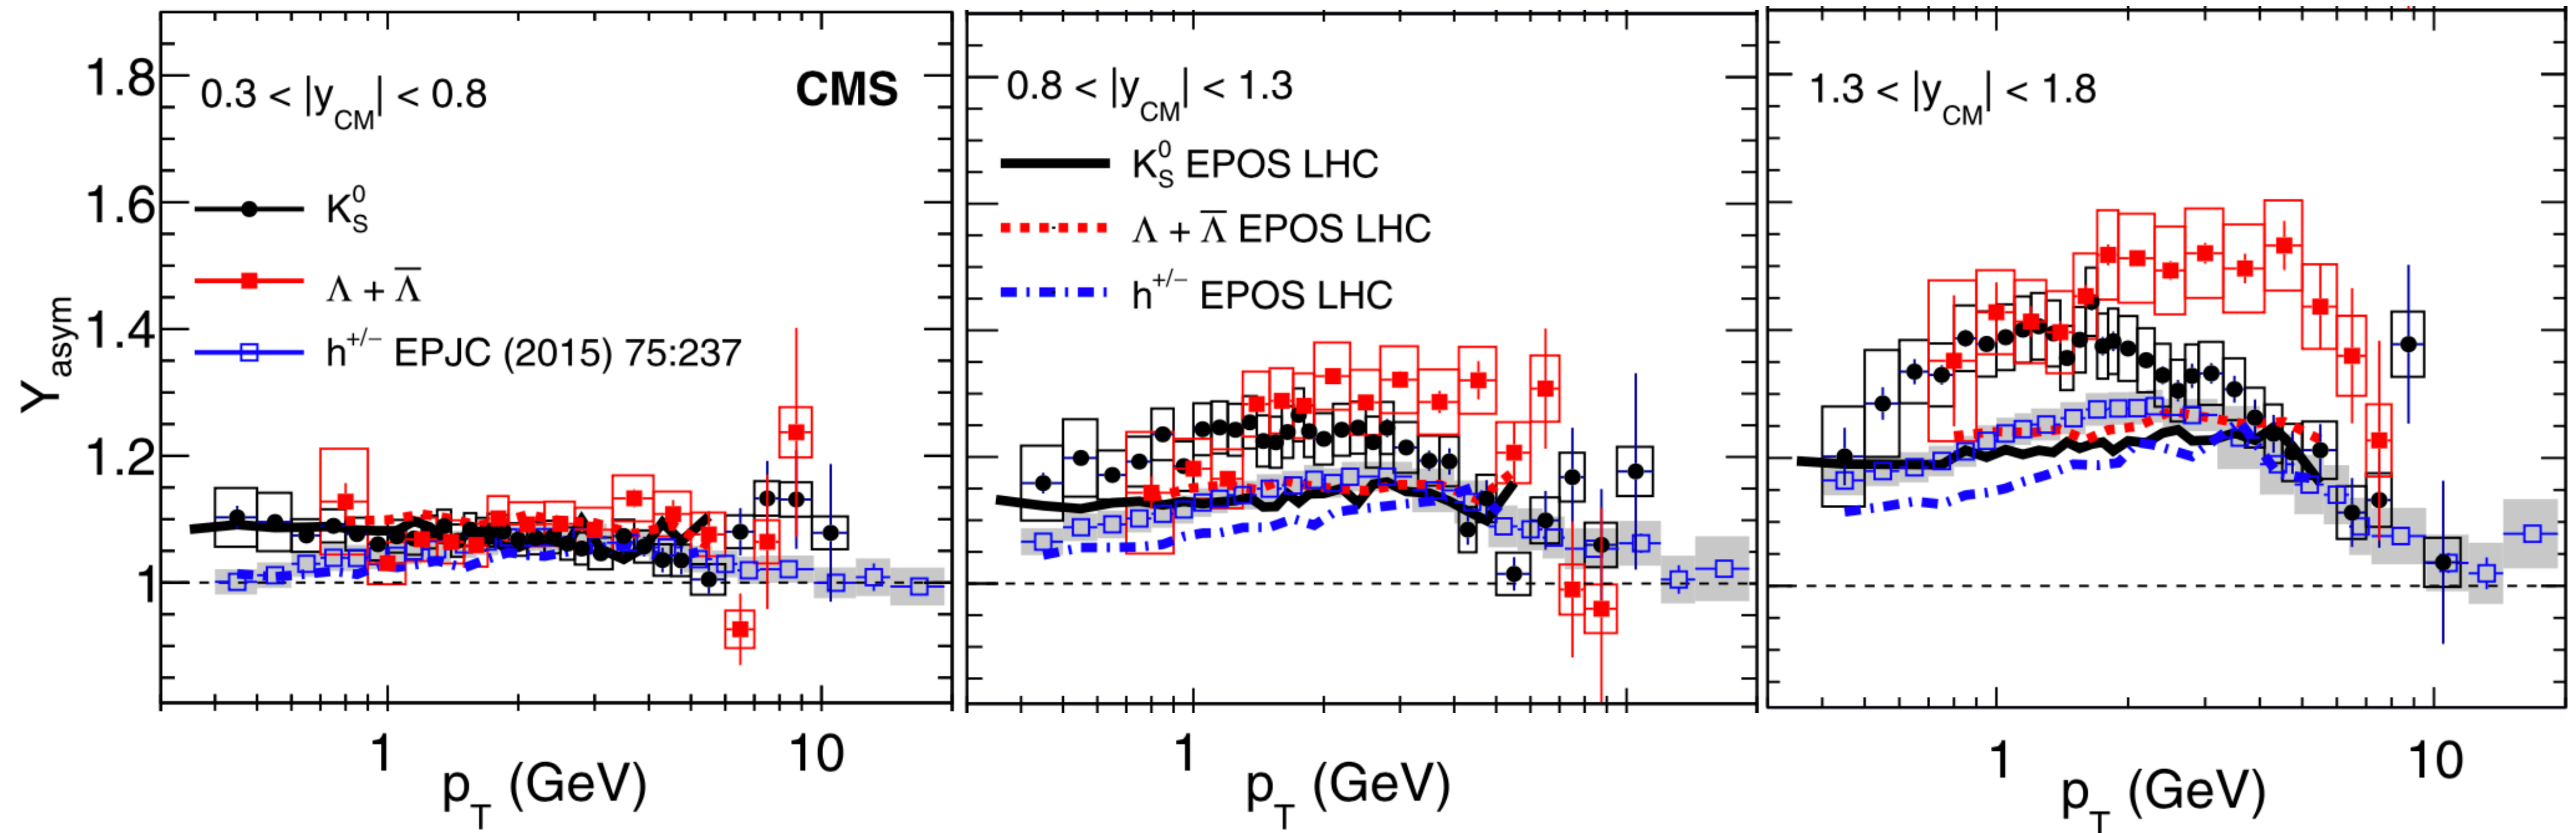 0.3 < |y_CM| < 0.8
CMS
K⁰_S
Λ + Λ̅
h⁺/⁻ EPJC (2015) 75:237
Y_asym
1.8
1.6
1.4
1.2
1
1
10
p_T (GeV)
0.8 < |y_CM| < 1.3
K⁰_S EPOS LHC
Λ + Λ̅ EPOS LHC
h⁺/⁻ EPOS LHC
1
p_T (GeV)
1.3 < |y_CM| < 1.8
1
10
p_T (GeV)